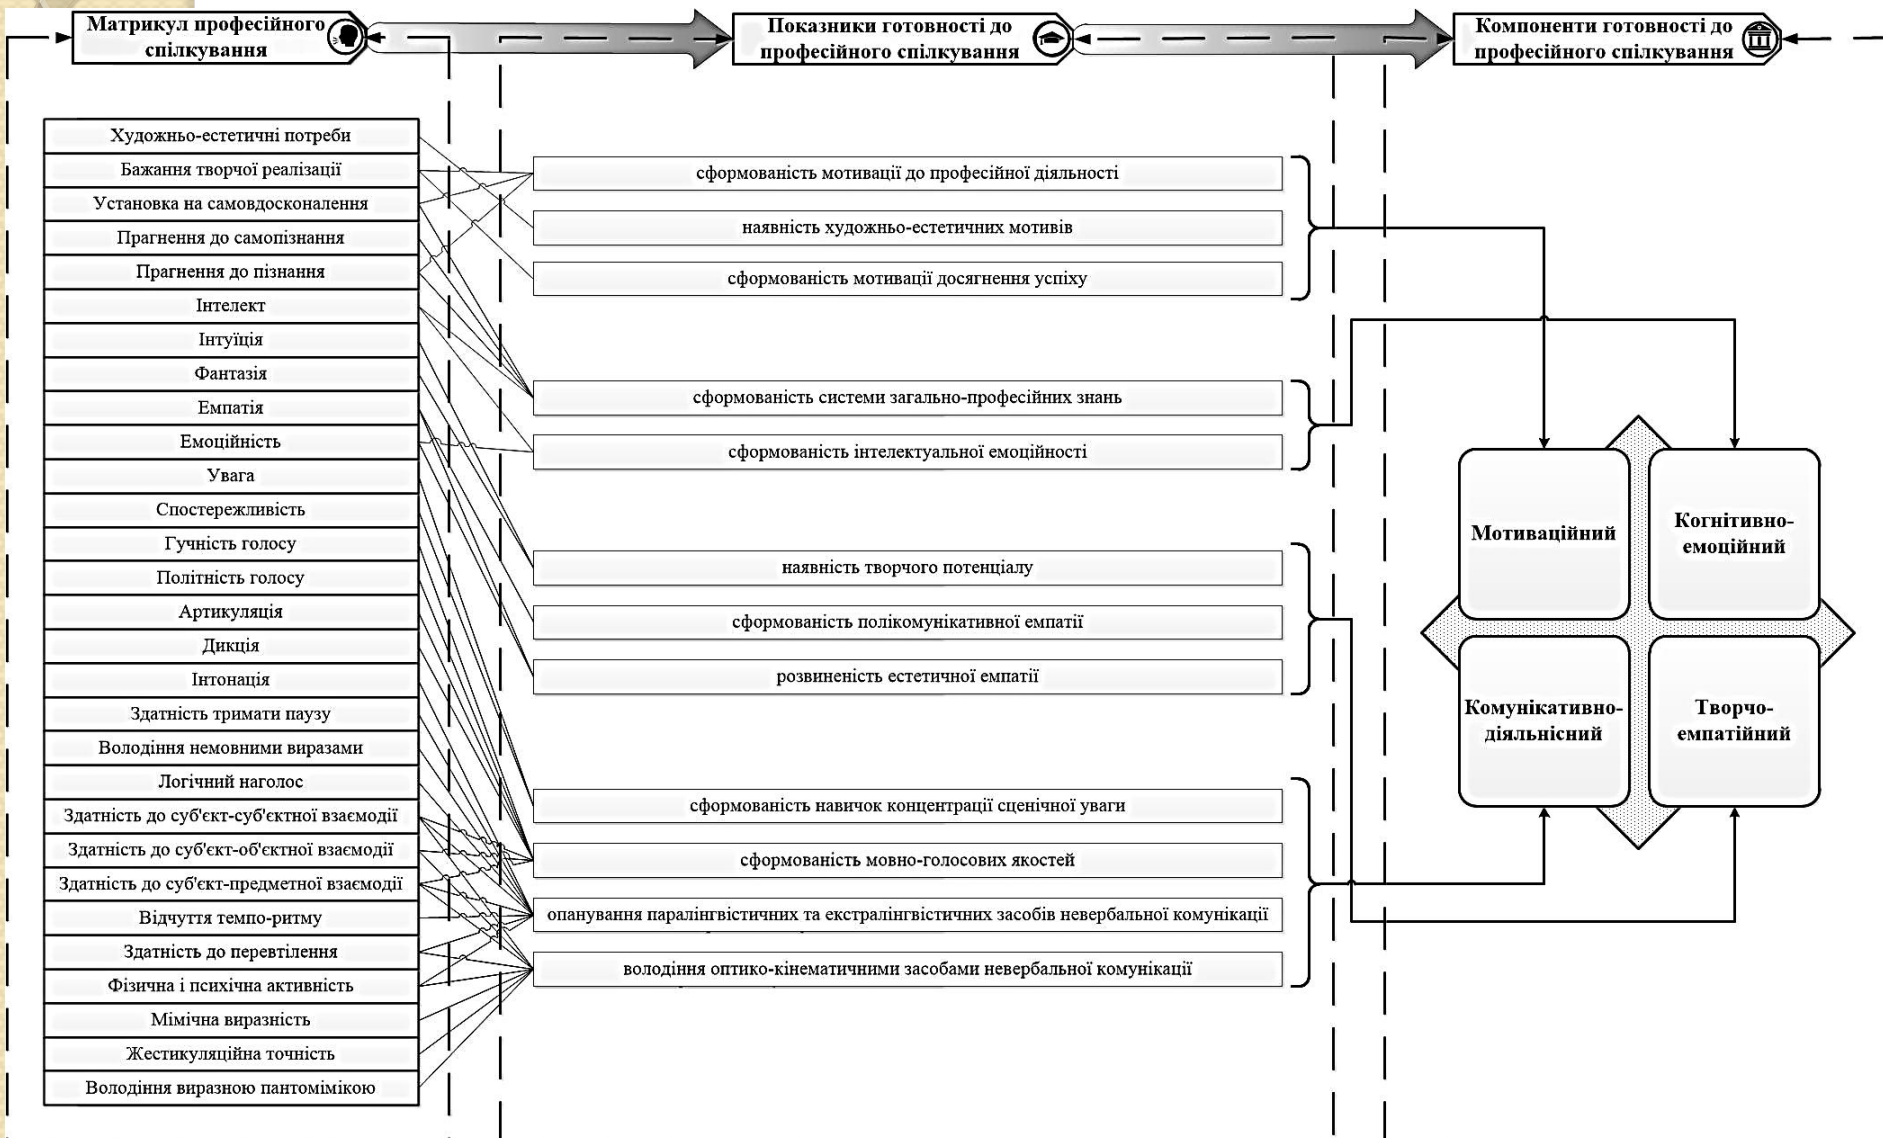 Матрикул професійного
спілкування
Показники готовності до
професійного спілкування
Компоненти готовності до
професійного спілкування
Художньо-естетичні потреби
Бажання творчої реалізації
Установка на самовдосконалення
Прагнення до самопізнання
Прагнення до пізнання
Інтелект
Інтуїція
Фантазія
Емпатія
Емоційність
Увага
Спостережливість
Гучність голосу
Політність голосу
Артикуляція
Дикція
Інтонація
Здатність тримати паузу
Володіння немовними виразами
Логічний наголос
Здатність до суб'єкт-суб'єктної взаємодії
Здатність до суб'єкт-об'єктної взаємодії
Здатність до суб'єкт-предметної взаємодії
Відчуття темпо-ритму
Здатність до перевтілення
Фізична і психічна активність
Мімічна виразність
Жестикуляційна точність
Володіння виразною пантомімікою
сформованість мотивації до професійної діяльності
наявність художньо-естетичних мотивів
сформованість мотивації досягнення успіху
сформованість системи загально-професійних знань
сформованість інтелектуальної емоційності
наявність творчого потенціалу
сформованість полікомунікативної емпатії
розвиненість естетичної емпатії
сформованість навичок концентрації сценічної уваги
сформованість мовно-голосових якостей
опанування паралінгвістичних та екстралінгвістичних засобів невербальної комунікації
володіння оптико-кінематичними засобами невербальної комунікації
Мотиваційний
Когнітивно-
емоційний
Комунікативно-
діяльнісний
Творчо-
емпатійний